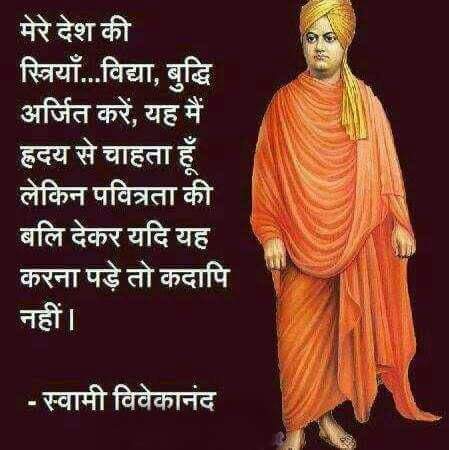 मेरे देश की
स्त्रियाँ...विद्या, बुद्धि
अर्जित करें, यह मैं
ह्रदय से चाहता हूँ
लेकिन पवित्रता की
बलि देकर यदि यह
करना पड़े तो कदापि
नहीं।
- स्वामी विवेकानंद